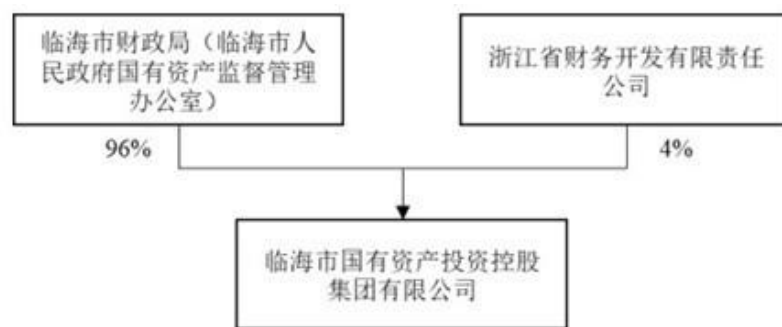 临海市财政局（临海市人
民政府国有资产监督管理
办公室）
浙江省财务开发有限责任
公司
96%
4%
临海市国有资产投资控股
集团有限公司